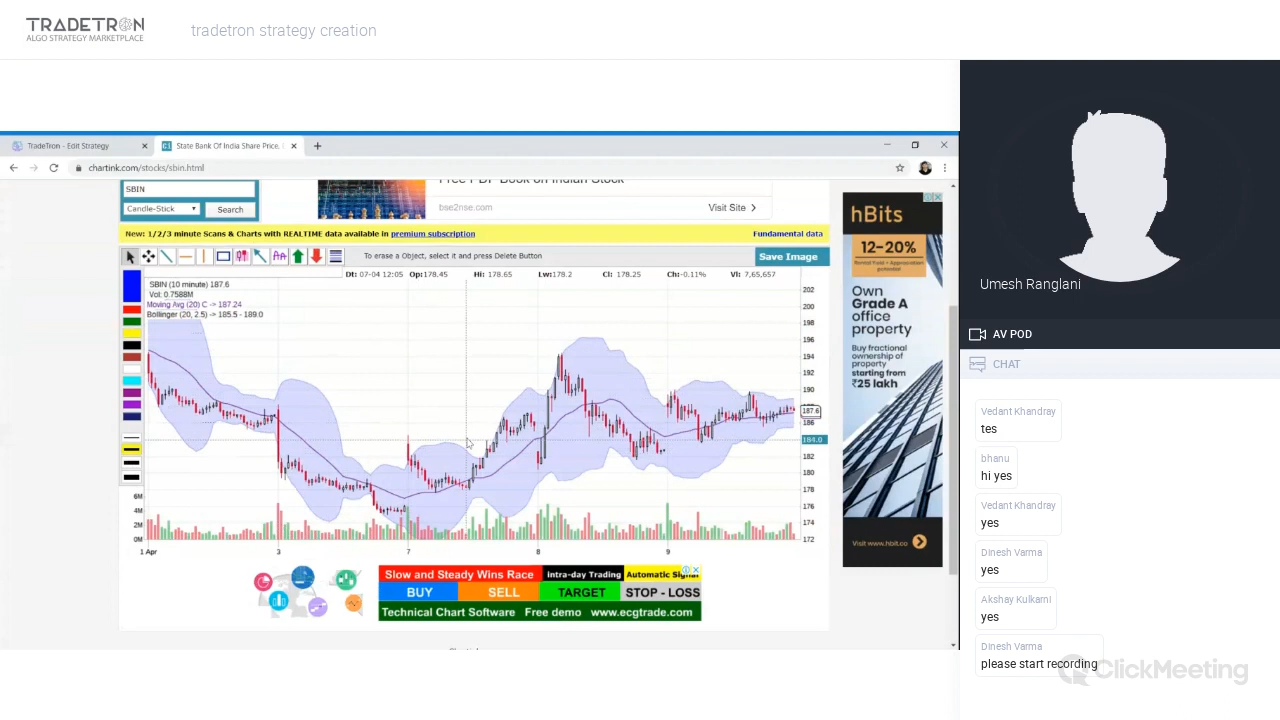 TRADETRON
ALGO STRATEGY MARKETPLACE
tradetron strategy creation
TradeTron - Edit Strategy
State Bank Of India Share Price,
chartink.com/stocks/sbin.html
SBIN
Candle-Stick
Search
Free PDF Book on Indian Stock
bse2nse.com
Visit Site
New: 1/2/3 minute Scans & Charts with REALTIME data available in premium subscription
Fundamental data
To erase a Object, select it and press Delete Button
Save Image
Dt: 07-04 12:05 Op:178.45 Hi: 178.65 Lw:178.2 Cl: 178.25 Ch:-0.11% Vl: 7,65,657
SBIN (10 minute) 187.6
Vol: 0.7588M
Moving Avg (20) C -> 187.24
Bollinger (20, 2.5) -> 185.5 - 189.0
202
200
198
196
194
192
190
188
187.6
186
184.0
182
180
178
176
174
172
6M
4M
2M
0M
1 Apr
3
7
8
9
Slow and Steady Wins Race
Intra-day Trading
Automatic Signal
BUY
SELL
TARGET
STOP - LOSS
Technical Chart Software Free demo www.ecgtrade.com
hBits
12-20%
Own
Grade A
office
property
Buy fractional
ownership of
property
starting from
₹25 lakh
Visit www.hbit.co
Umesh Ranglani
AV POD
CHAT
Vedant Khandray
tes
bhanu
hi yes
Vedant Khandray
yes
Dinesh Varma
yes
Akshay Kulkarni
yes
Dinesh Varma
please start recording
ClickMeeting